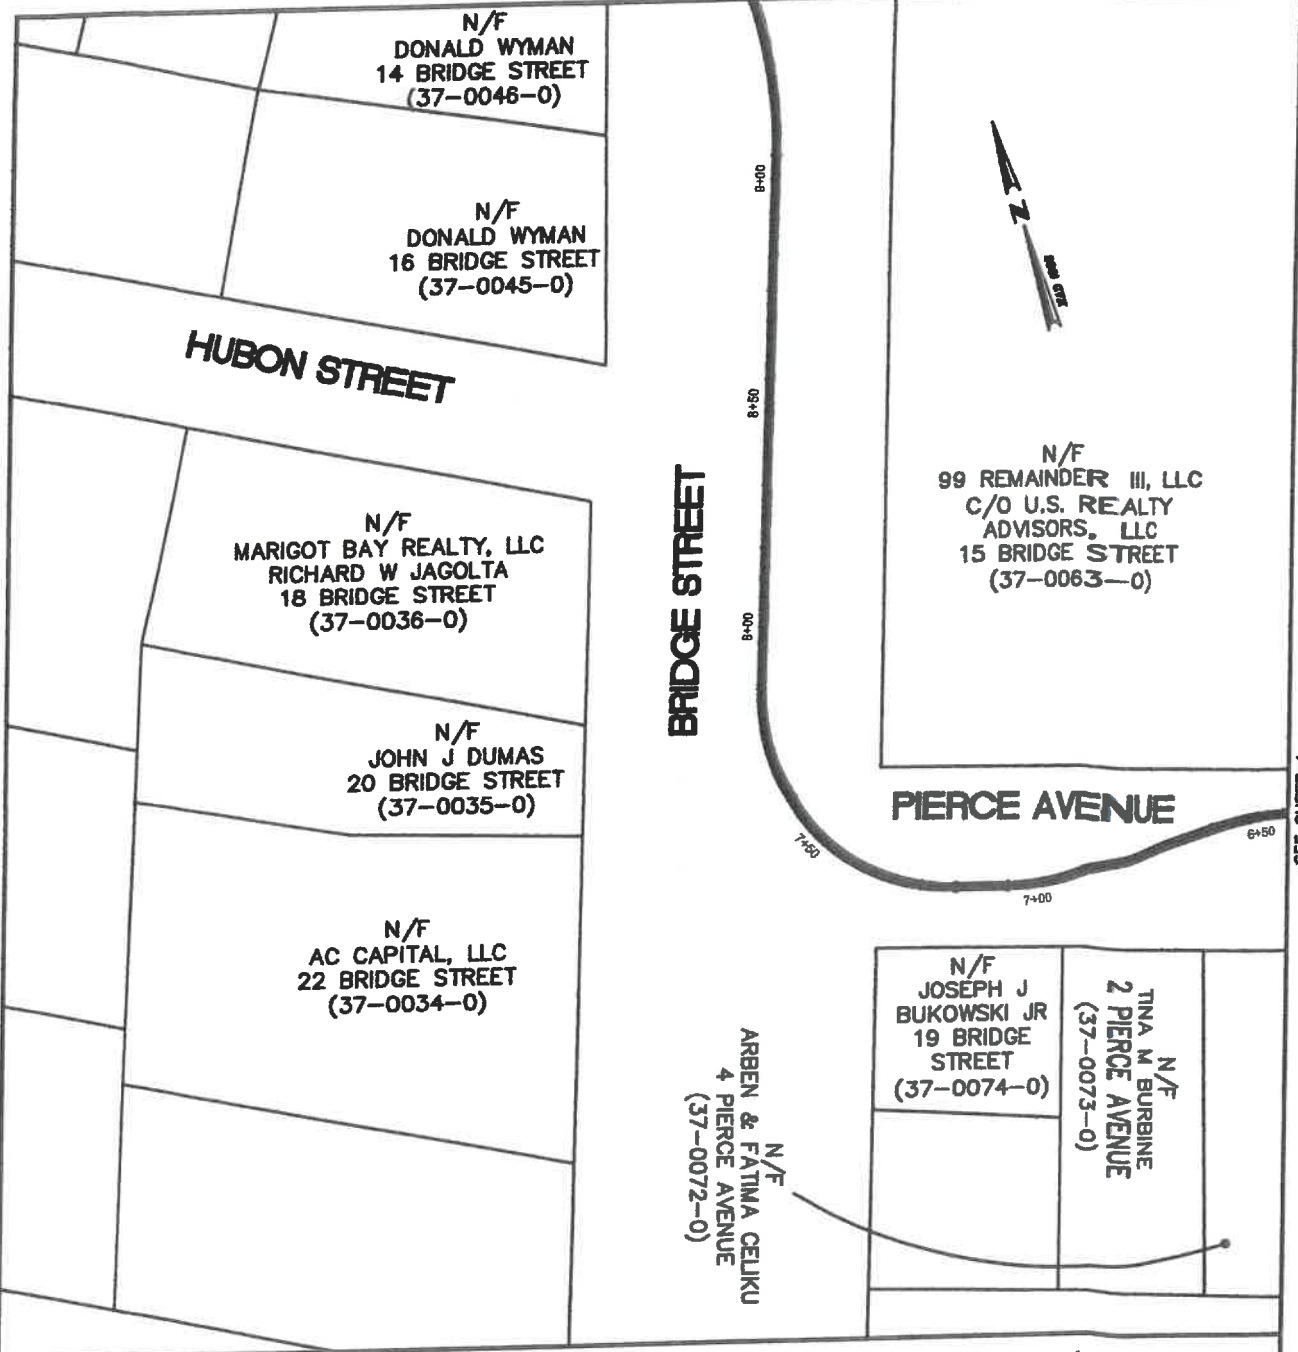 N/F
DONALD WYMAN
14 BRIDGE STREET
(37-0046-0)
N/F
DONALD WYMAN
16 BRIDGE STREET
(37-0045-0)
HUBON STREET
N/F
MARIGOT BAY REALTY, LLC
RICHARD W JAGOLTA
18 BRIDGE STREET
(37-0036-0)
N/F
JOHN J DUMAS
20 BRIDGE STREET
(37-0035-0)
N/F
AC CAPITAL, LLC
22 BRIDGE STREET
(37-0034-0)
BRIDGE STREET
8+50
7+50
7+00
6+50
N
N/F
99 REMAINDER III, LLC
C/O U.S. REALTY
ADVISORS, LLC
15 BRIDGE STREET
(37-0063-0)
PIERCE AVENUE
N/F
JOSEPH J
BUKOWSKI JR
19 BRIDGE
STREET
(37-0074-0)
N/F
TINA M BURBINE
2 PIERCE AVENUE
(37-0073-0)
N/F
ARBEN & FATIMA CELIKU
4 PIERCE AVENUE
(37-0072-0)